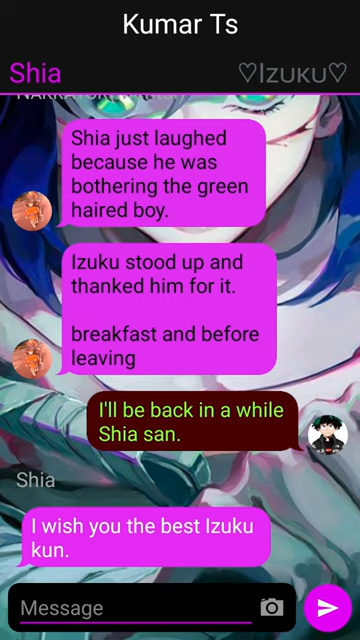 Kumar Ts
Shia
♡Izuku♡
Shia just laughed
because he was
bothering the green
haired boy.
Izuku stood up and
thanked him for it.
breakfast and before
leaving
I'll be back in a while
Shia san.
Shia
I wish you the best Izuku
kun.
Message